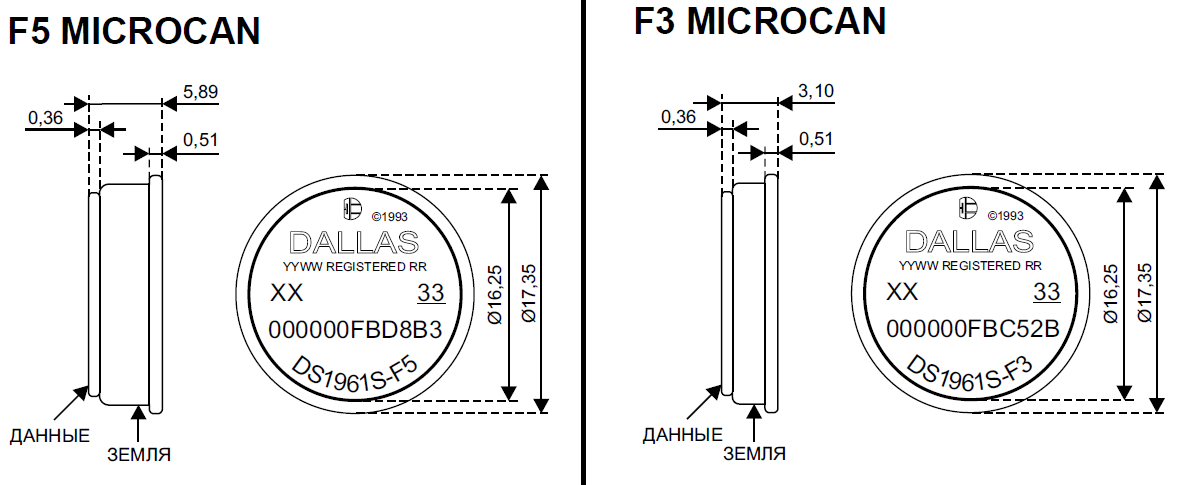 F5 MICROCAN
5,89
0,36
0,51
©1993
DALLAS
YYWW REGISTERED RR
XX 33
000000FBD8B3
DS1961S-F5
Ø16,25
Ø17,35
ДАННЫЕ
ЗЕМЛЯ
F3 MICROCAN
3,10
0,36
0,51
©1993
DALLAS
YYWW REGISTERED RR
XX 33
000000FBC52B
DS1961S-F3
Ø16,25
Ø17,35
ДАННЫЕ
ЗЕМЛЯ